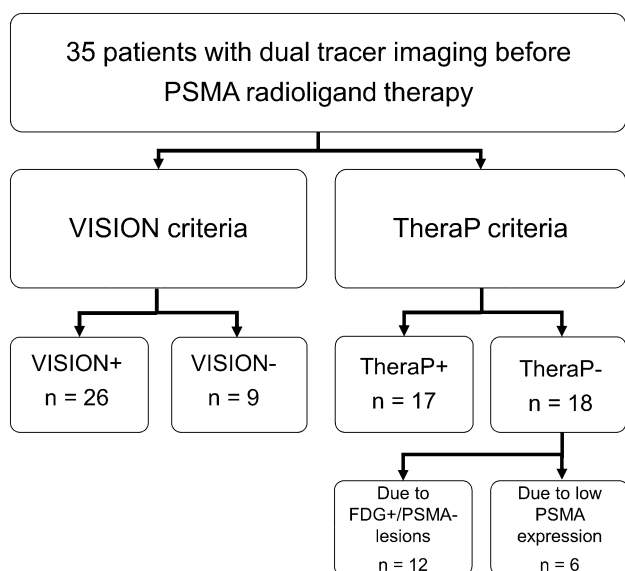 35 patients with dual tracer imaging before
PSMA radioligand therapy
VISION criteria
TheraP criteria
VISION+
n = 26
VISION-
n = 9
TheraP+
n = 17
TheraP-
n = 18
Due to
FDG+/PSMA-
lesions
n = 12
Due to low
PSMA
expression
n = 6